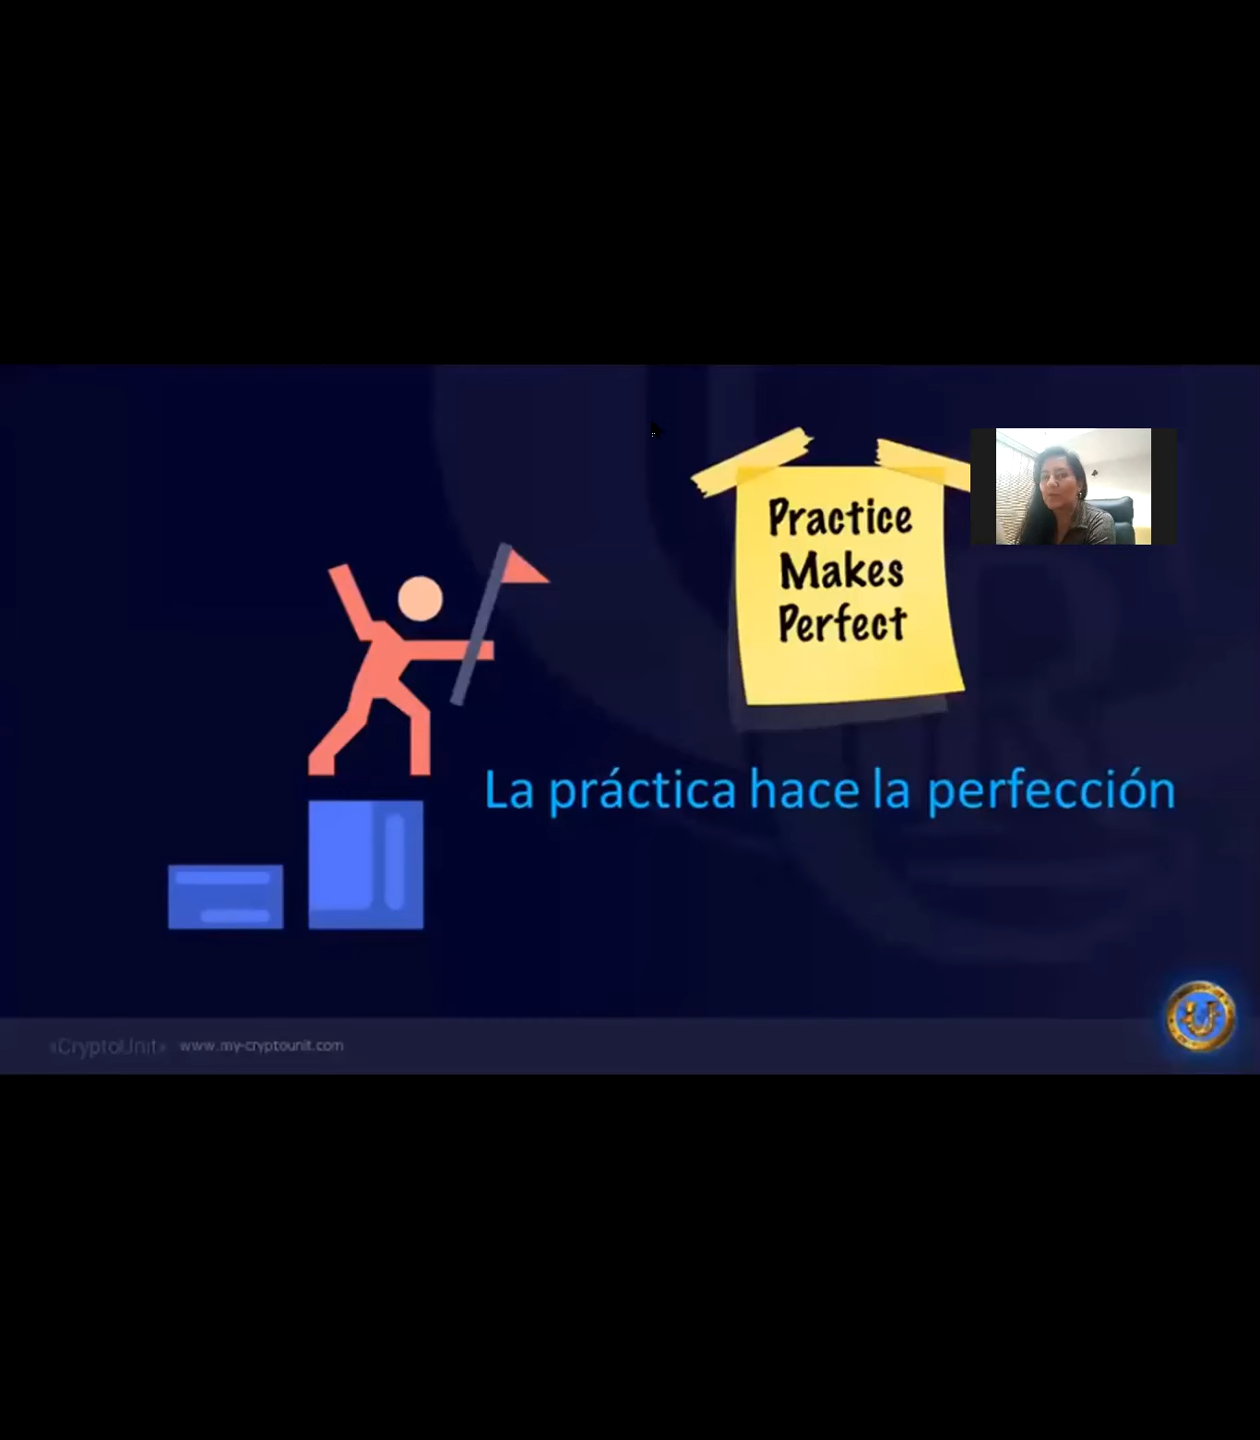 Practice
Makes
Perfect
La práctica hace la perfección
«CryptoUnit» www.my-cryptounit.com